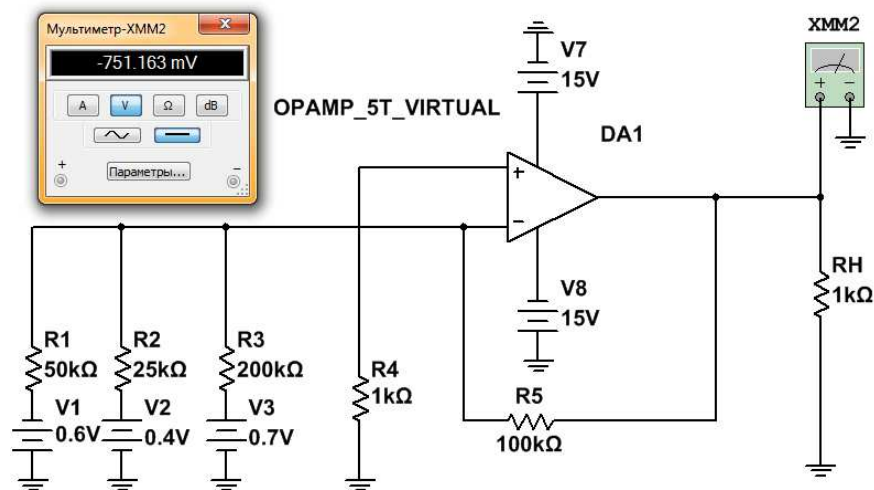 Мультиметр-XMM2
-751.163 mV
A V Ω dB
Параметры...
+ -
OPAMP_5T_VIRTUAL
V7
15V
DA1
XMM2
+ -
+
-
V8
15V
RH
1kΩ
R1
50kΩ
R2
25kΩ
R3
200kΩ
R4
1kΩ
R5
100kΩ
V1
0.6V
V2
0.4V
V3
0.7V